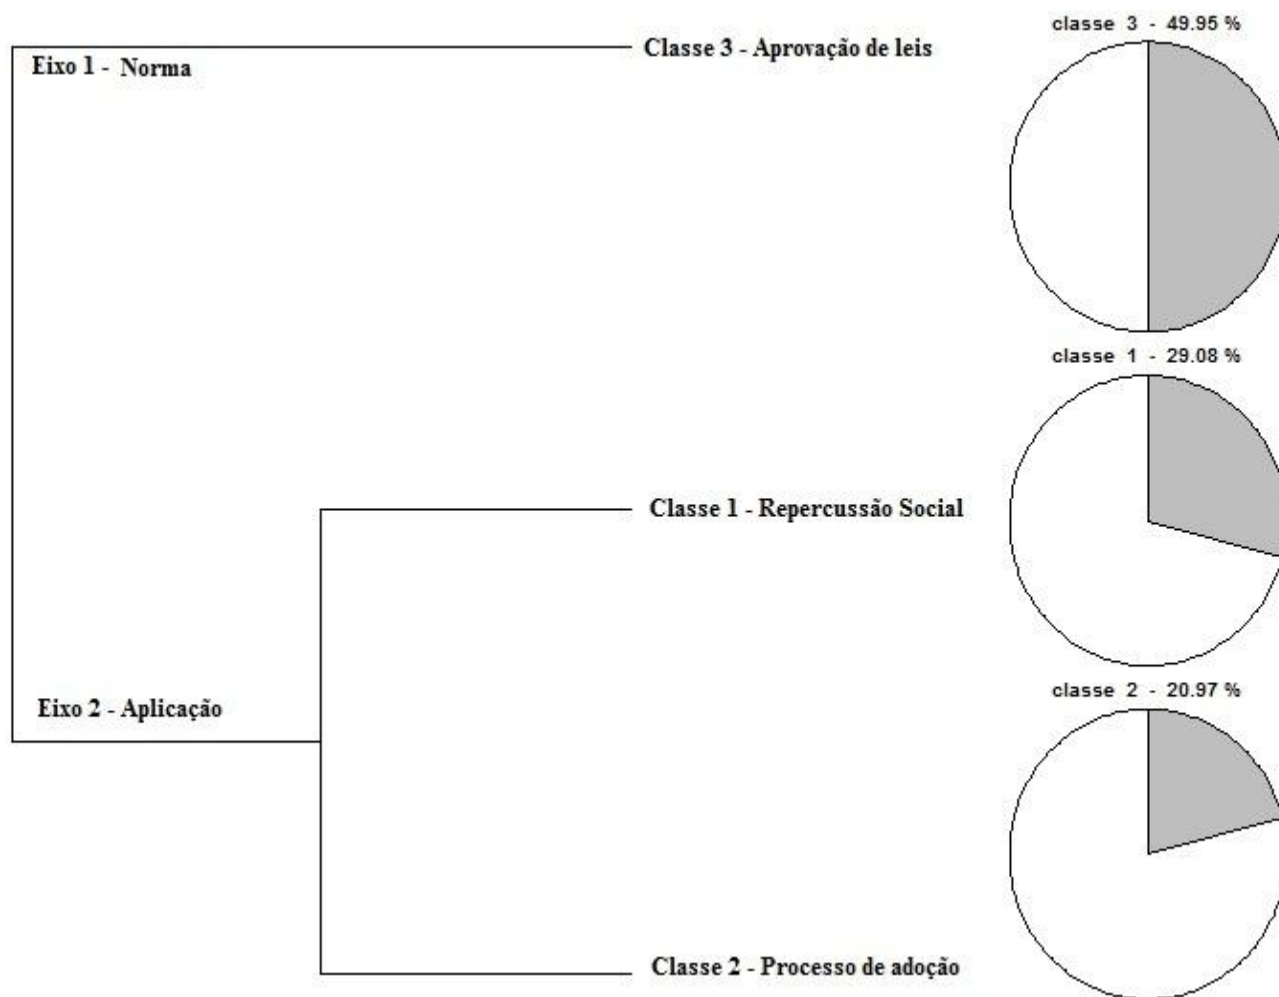 classe 3 - 49.95 %
Classe 3 - Aprovação de leis
Eixo 1 - Norma
classe 1 - 29.08 %
Classe 1 - Repercussão Social
classe 2 - 20.97 %
Eixo 2 - Aplicação
Classe 2 - Processo de adoção